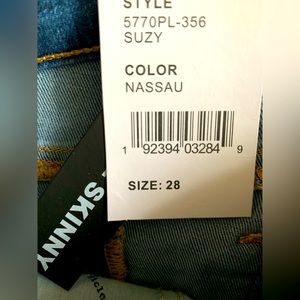 STYLE
5770PL-356
SUZY
COLOR
NASSAU
1 92394 03284 9
SIZE: 28
SKINNY